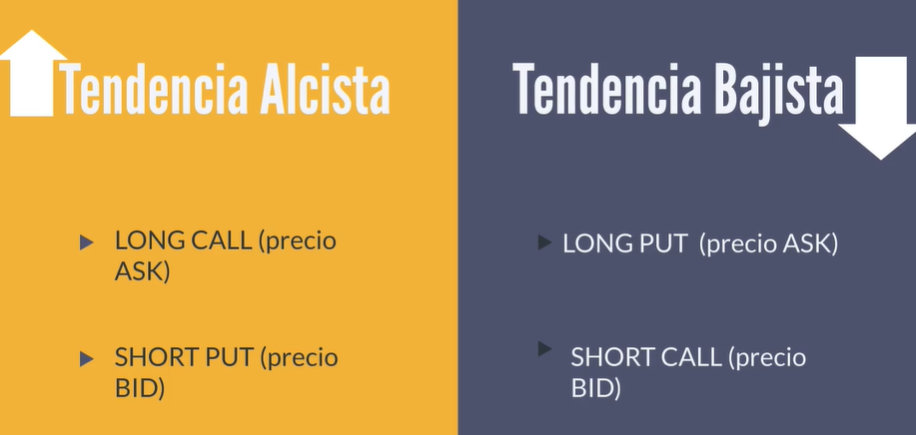 Tendencia Alcista
LONG CALL (precio
ASK)
SHORT PUT (precio
BID)
Tendencia Bajista
LONG PUT (precio ASK)
SHORT CALL (precio
BID)